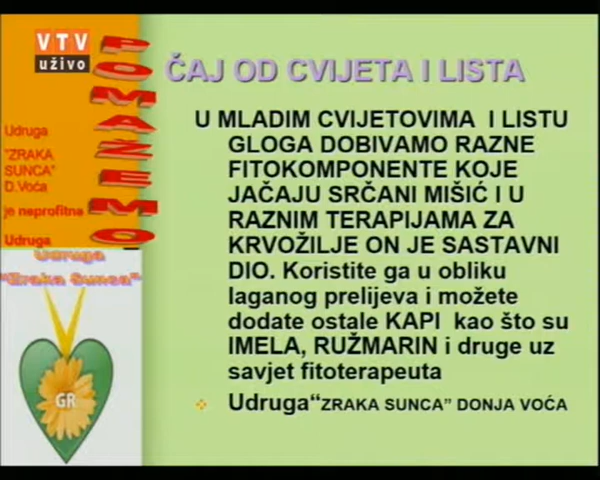 VTV
uživo
POMAŽEMO
Udruga
"ZRAKA
SUNCA"
D.Voća
je neprofitna
Udruga
Udruga
"Zraka Sunca"
GR
ČAJ OD CVIJETA I LISTA
U MLADIM CVIJETOVIMA I LISTU
GLOGA DOBIVAMO RAZNE
FITOKOMPONENTE KOJE
JAČAJU SRČANI MIŠIĆ I U
RAZNIM TERAPIJAMA ZA
KRVOŽILJE ON JE SASTAVNI
DIO. Koristite ga u obliku
laganog prelijeva i možete
dodate ostale KAPI kao što su
IMELA, RUŽMARIN i druge uz
savjet fitoterapeuta
Udruga“ZRAKA SUNCA” DONJA VOĆA